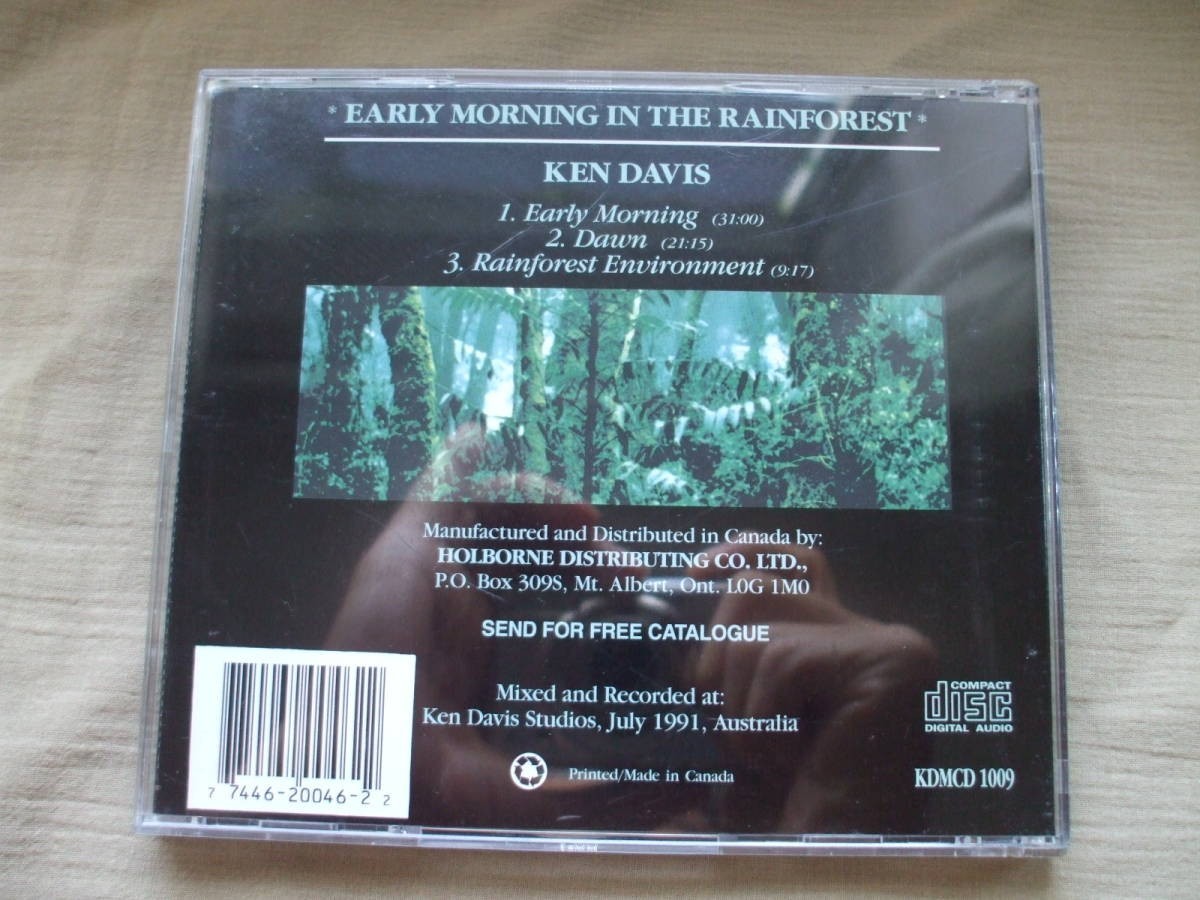 * EARLY MORNING IN THE RAINFOREST *
KEN DAVIS
1. Early Morning (31:00)
2. Dawn (21:15)
3. Rainforest Environment (9:17)
Manufactured and Distributed in Canada by:
HOLBORNE DISTRIBUTING CO. LTD.,
P.O. Box 309S, Mt. Albert, Ont. L0G 1M0
SEND FOR FREE CATALOGUE
Mixed and Recorded at:
Ken Davis Studios, July 1991, Australia
Printed/Made in Canada
7 7446-20046-2 2
COMPACT
disc
DIGITAL AUDIO
KDMCD 1009